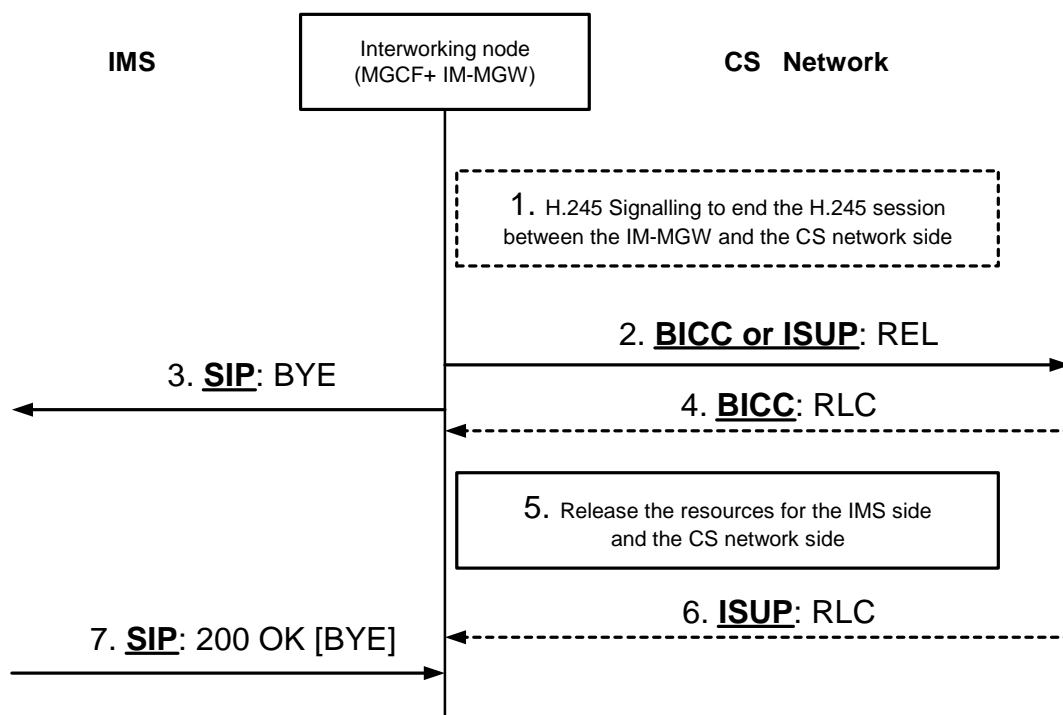 IMS
Interworking node
(MGCF+ IM-MGW)
CS Network
1. H.245 Signalling to end the H.245 session
between the IM-MGW and the CS network side
2. BICC or ISUP: REL
3. SIP: BYE
4. BICC: RLC
5. Release the resources for the IMS side
and the CS network side
6. ISUP: RLC
7. SIP: 200 OK [BYE]